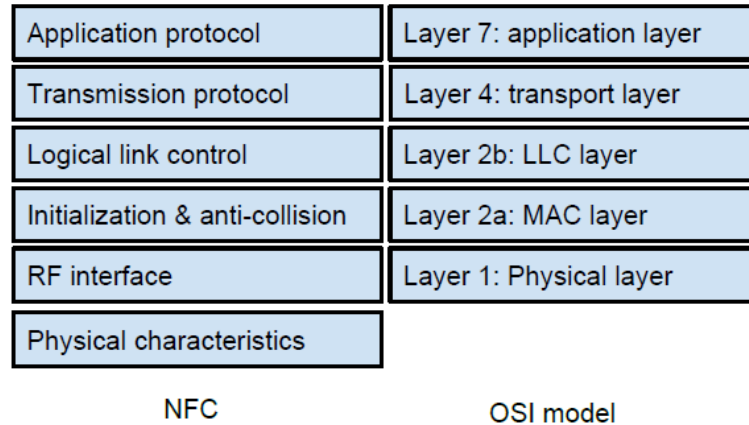 Application protocol Layer 7: application layer
Transmission protocol Layer 4: transport layer
Logical link control Layer 2b: LLC layer
Initialization & anti-collision Layer 2a: MAC layer
RF interface Layer 1: Physical layer
Physical characteristics
NFC OSI model